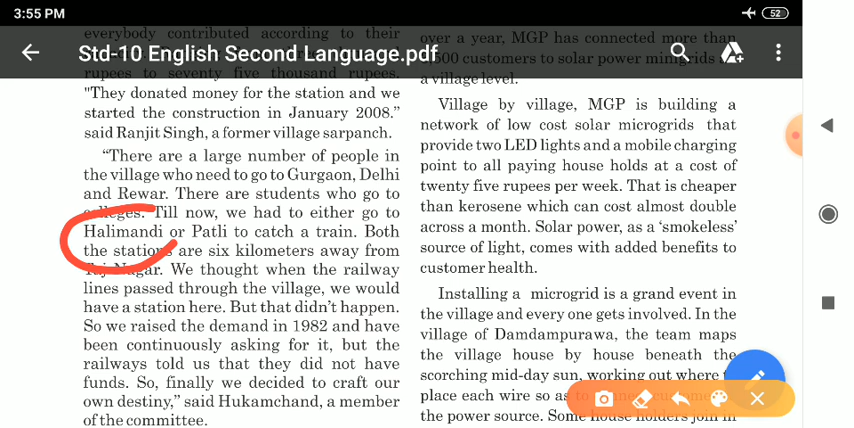 3:55 PM
52
everybody contributed according to their
Std-10 English Second Language.pdf
rupees to seventy five thousand rupees.
"They donated money for the station and we
started the construction in January 2008.”
said Ranjit Singh, a former village sarpanch.
“There are a large number of people in
the village who need to go to Gurgaon, Delhi
and Rewar. There are students who go to
colleges. Till now, we had to either go to
Halimandi or Patli to catch a train. Both
the stations are six kilometers away from
Taj Nagar. We thought when the railway
lines passed through the village, we would
have a station here. But that didn’t happen.
So we raised the demand in 1982 and have
been continuously asking for it, but the
railways told us that they did not have
funds. So, finally we decided to craft our
own destiny,” said Hukamchand, a member
of the committee.
over a year, MGP has connected more than
customers to solar power minigrids
a village level.
Village by village, MGP is building a
network of low cost solar microgrids that
provide two LED lights and a mobile charging
point to all paying house holds at a cost of
twenty five rupees per week. That is cheaper
than kerosene which can cost almost double
across a month. Solar power, as a ‘smokeless’
source of light, comes with added benefits to
customer health.
Installing a microgrid is a grand event in
the village and every one gets involved. In the
village of Damdampurawa, the team maps
the village house by house beneath the
scorching mid-day sun, working out where
place each wire so as
the power source. Some house holders join in